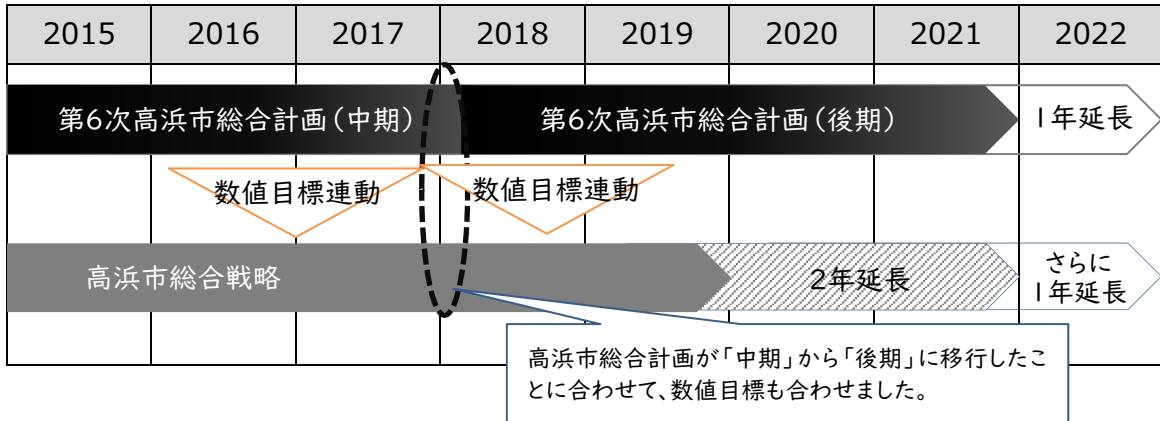 2015 2016 2017 2018 2019 2020 2021 2022
第6次高浜市総合計画(中期) 第6次高浜市総合計画(後期) 1年延長
数値目標連動 数値目標連動
高浜市総合戦略 2年延長 さらに
1年延長
高浜市総合計画が「中期」から「後期」に移行したこ
とに合わせて、数値目標も合わせました。